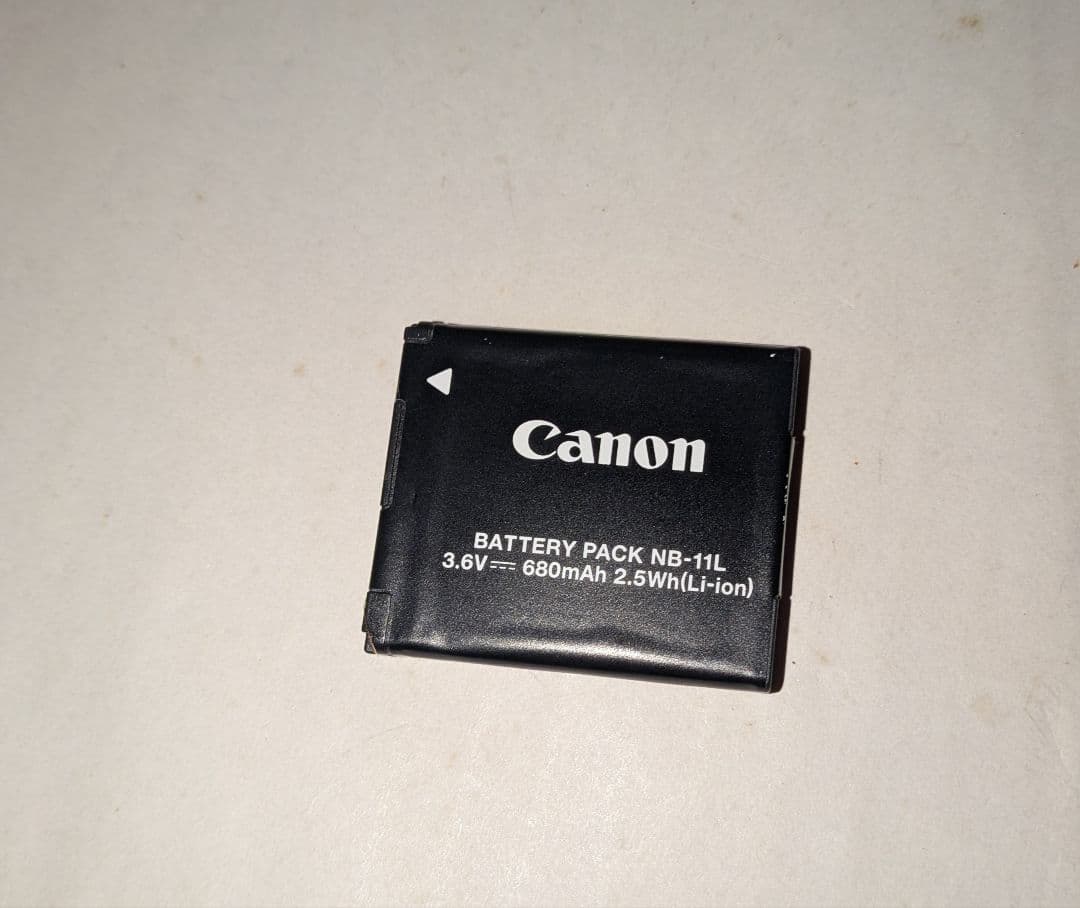 Canon
BATTERY PACK NB-11L
3.6V⎓ 680mAh 2.5Wh(Li-ion)